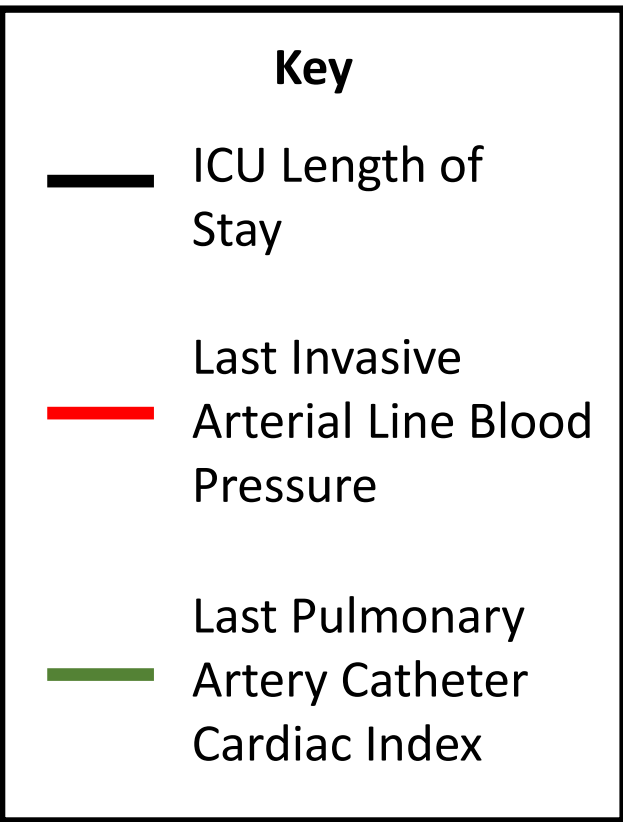 Key
ICU Length of
Stay
Last Invasive
Arterial Line Blood
Pressure
Last Pulmonary
Artery Catheter
Cardiac Index